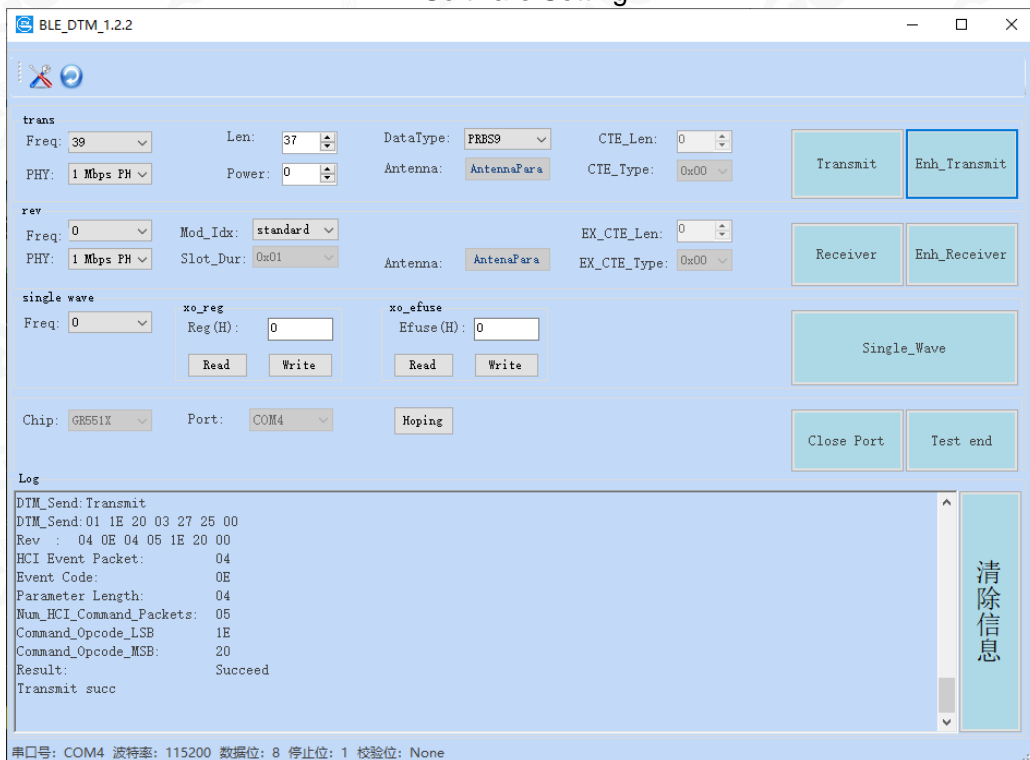 BLE_DTM_1.2.2
trans
Freq: 39 Len: 37 DataType: PRBS9 CTE_Len: 0
PHY: 1 Mbps PH Power: 0 Antenna: AntennaPara CTE_Type: 0x00
Transmit Enh_Transmit
rev
Freq: 0 Mod_Idx: standard EX_CTE_Len: 0
PHY: 1 Mbps PH Slot_Dur: 0x01 Antenna: AntenaPara EX_CTE_Type: 0x00
Receiver Enh_Receiver
single wave
Freq: 0
xo_reg
Reg(H): 0
Read Write
xo_efuse
Efuse(H): 0
Read Write
Single_Wave
Chip: GR551X Port: COM4 Hoping
Close Port Test end
Log
DTM_Send:Transmit
DTM_Send:01 1E 20 03 27 25 00
Rev : 04 0E 04 05 1E 20 00
HCI Event Packet: 04
Event Code: 0E
Parameter Length: 04
Num_HCI_Command_Packets: 05
Command_Opcode_LSB 1E
Command_Opcode_MSB: 20
Result: Succeed
Transmit succ
清除信息
串口号: COM4 波特率: 115200 数据位: 8 停止位: 1 校验位: None